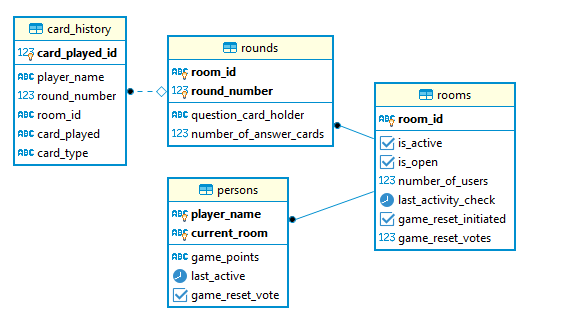 card_history
123 card_played_id
ABC player_name
123 round_number
ABC room_id
ABC card_played
ABC card_type
rounds
ABC room_id
123 round_number
ABC question_card_holder
123 number_of_answer_cards
rooms
ABC room_id
is_active
is_open
123 number_of_users
last_activity_check
game_reset_initiated
123 game_reset_votes
persons
ABC player_name
ABC current_room
ABC game_points
last_active
game_reset_vote